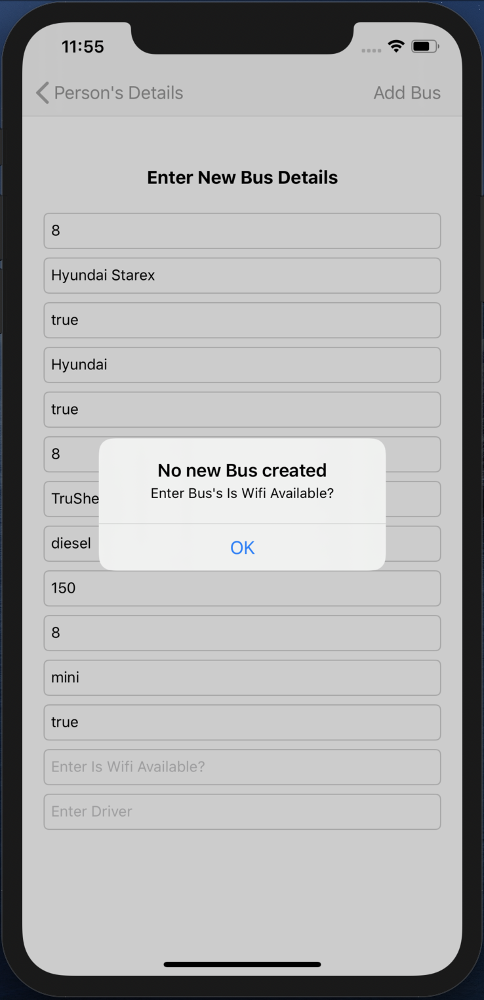 11:55
Person's Details
Add Bus
Enter New Bus Details
8
Hyundai Starex
true
Hyundai
true
8
TruShe
diesel
No new Bus created
Enter Bus's Is Wifi Available?
OK
150
8
mini
true
Enter Is Wifi Available?
Enter Driver